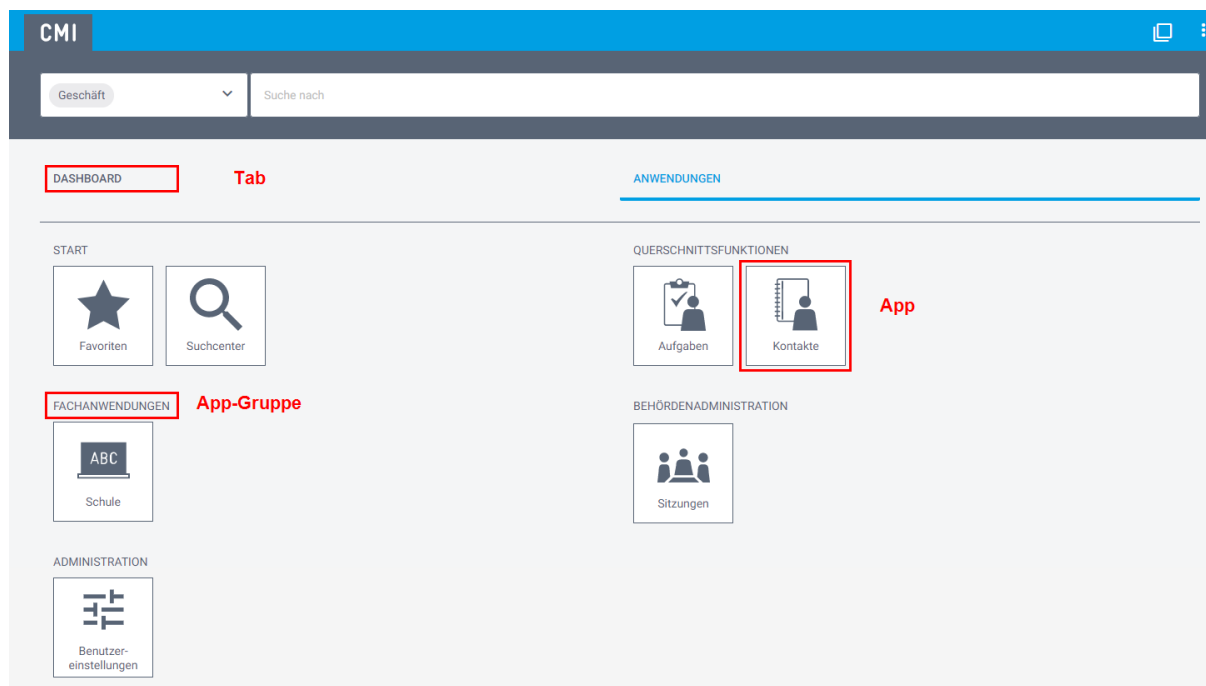 CMI
Geschäft
Suche nach
DASHBOARD
Tab
ANWENDUNGEN
START
QUERSCHNITTSFUNKTIONEN
Favoriten
Suchcenter
Aufgaben
Kontakte
App
FACHANWENDUNGEN
App-Gruppe
BEHÖRDENADMINISTRATION
ABC
Schule
Sitzungen
ADMINISTRATION
Benutzer-
einstellungen